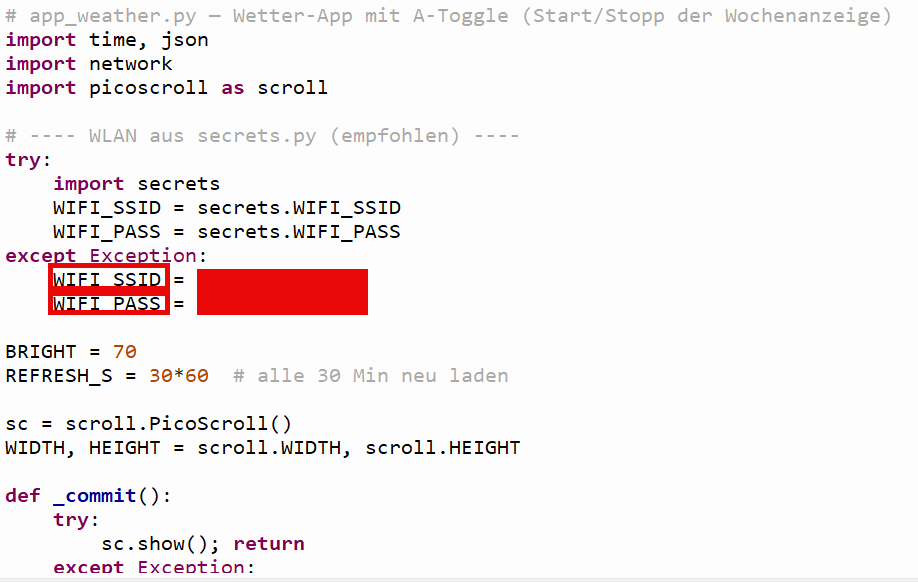 # app_weather.py — Wetter-App mit A-Toggle (Start/Stopp der Wochenanzeige)
import time, json
import network
import picoscroll as scroll
# ---- WLAN aus secrets.py (empfohlen) ----
try:
    import secrets
    WIFI_SSID = secrets.WIFI_SSID
    WIFI_PASS = secrets.WIFI_PASS
except Exception:
    WIFI_SSID =
    WIFI_PASS =
BRIGHT = 70
REFRESH_S = 30*60  # alle 30 Min neu laden
sc = scroll.PicoScroll()
WIDTH, HEIGHT = scroll.WIDTH, scroll.HEIGHT
def _commit():
    try:
        sc.show(); return
    except Exception: